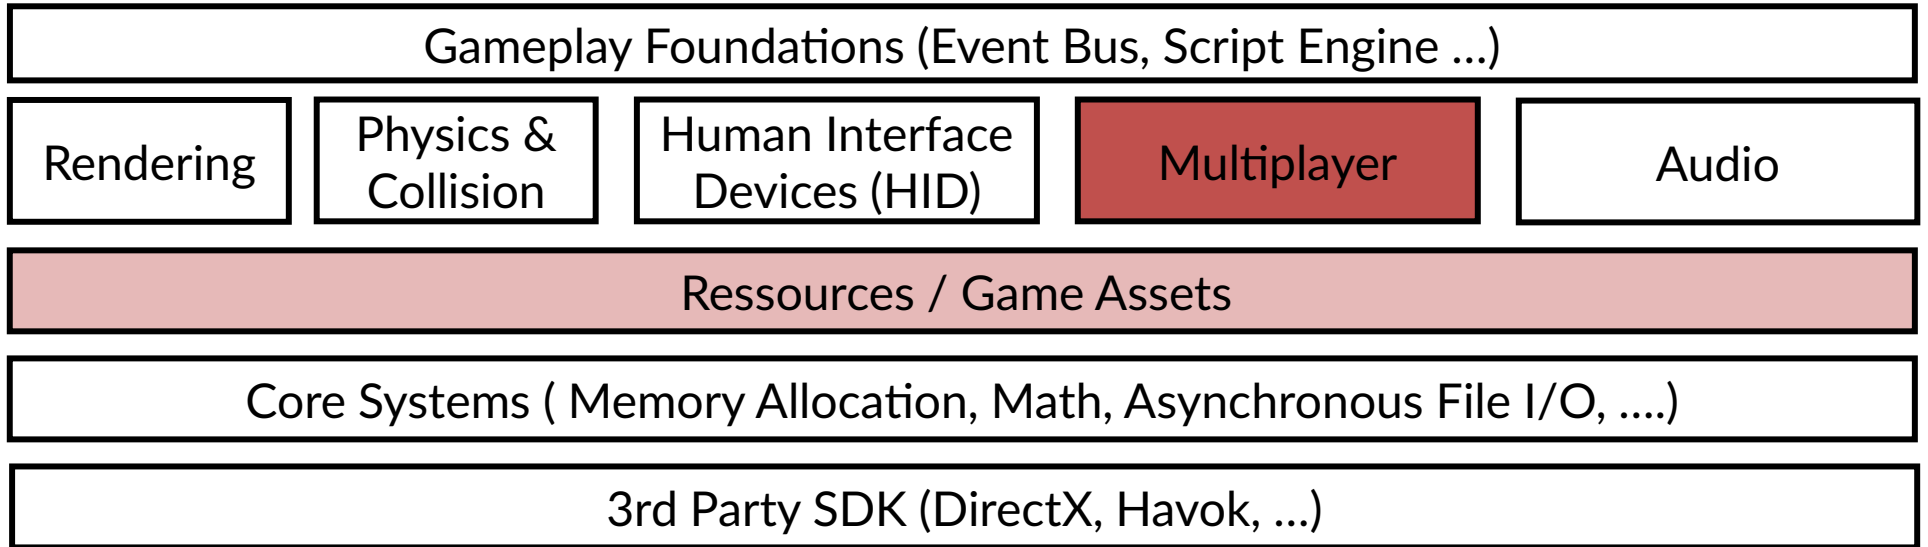 Gameplay Foundations (Event Bus, Script Engine ...)
Rendering
Physics &
Collision
Human Interface
Devices (HID)
Multiplayer
Audio
Ressources / Game Assets
Core Systems ( Memory Allocation, Math, Asynchronous File I/O, ....)
3rd Party SDK (DirectX, Havok, ...)